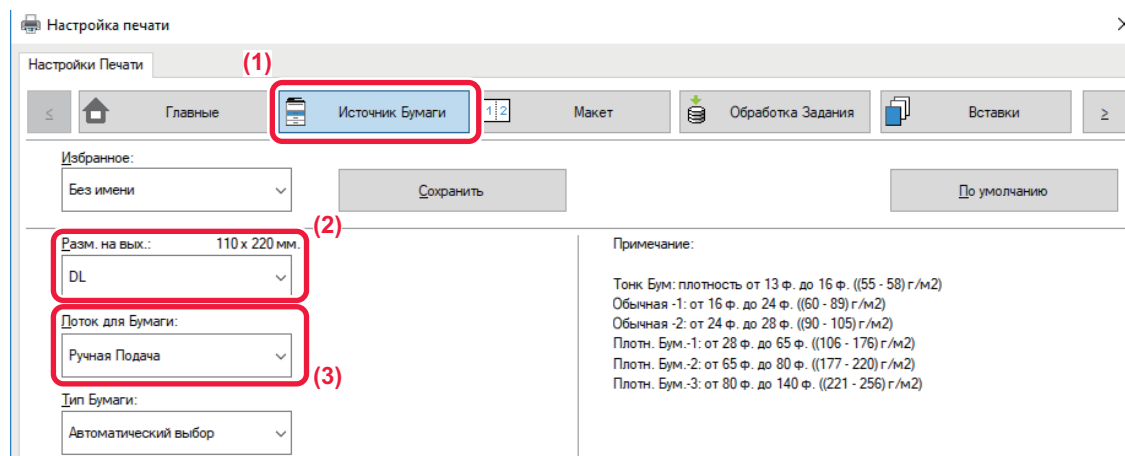 Настройка печати
Настройки Печати
(1)
≤ Главные Источник Бумаги 1 2 Макет Обработка Задания Вставки ≥
Избранное:
Без имени Сохранить По умолчанию
(2)
Разм. на вых.: 110 x 220 мм.
DL
Поток для Бумаги:
Ручная Подача
(3)
Тип Бумаги:
Автоматический выбор
Примечание:
Тонк Бум: плотность от 13 ф. до 16 ф. ((55 - 58) г/м2)
Обычная -1: от 16 ф. до 24 ф. ((60 - 89) г/м2)
Обычная -2: от 24 ф. до 28 ф. ((90 - 105) г/м2)
Плотн. Бум.-1: от 28 ф. до 65 ф. ((106 - 176) г/м2)
Плотн. Бум.-2: от 65 ф. до 80 ф. ((177 - 220) г/м2)
Плотн. Бум.-3: от 80 ф. до 140 ф. ((221 - 256) г/м2)